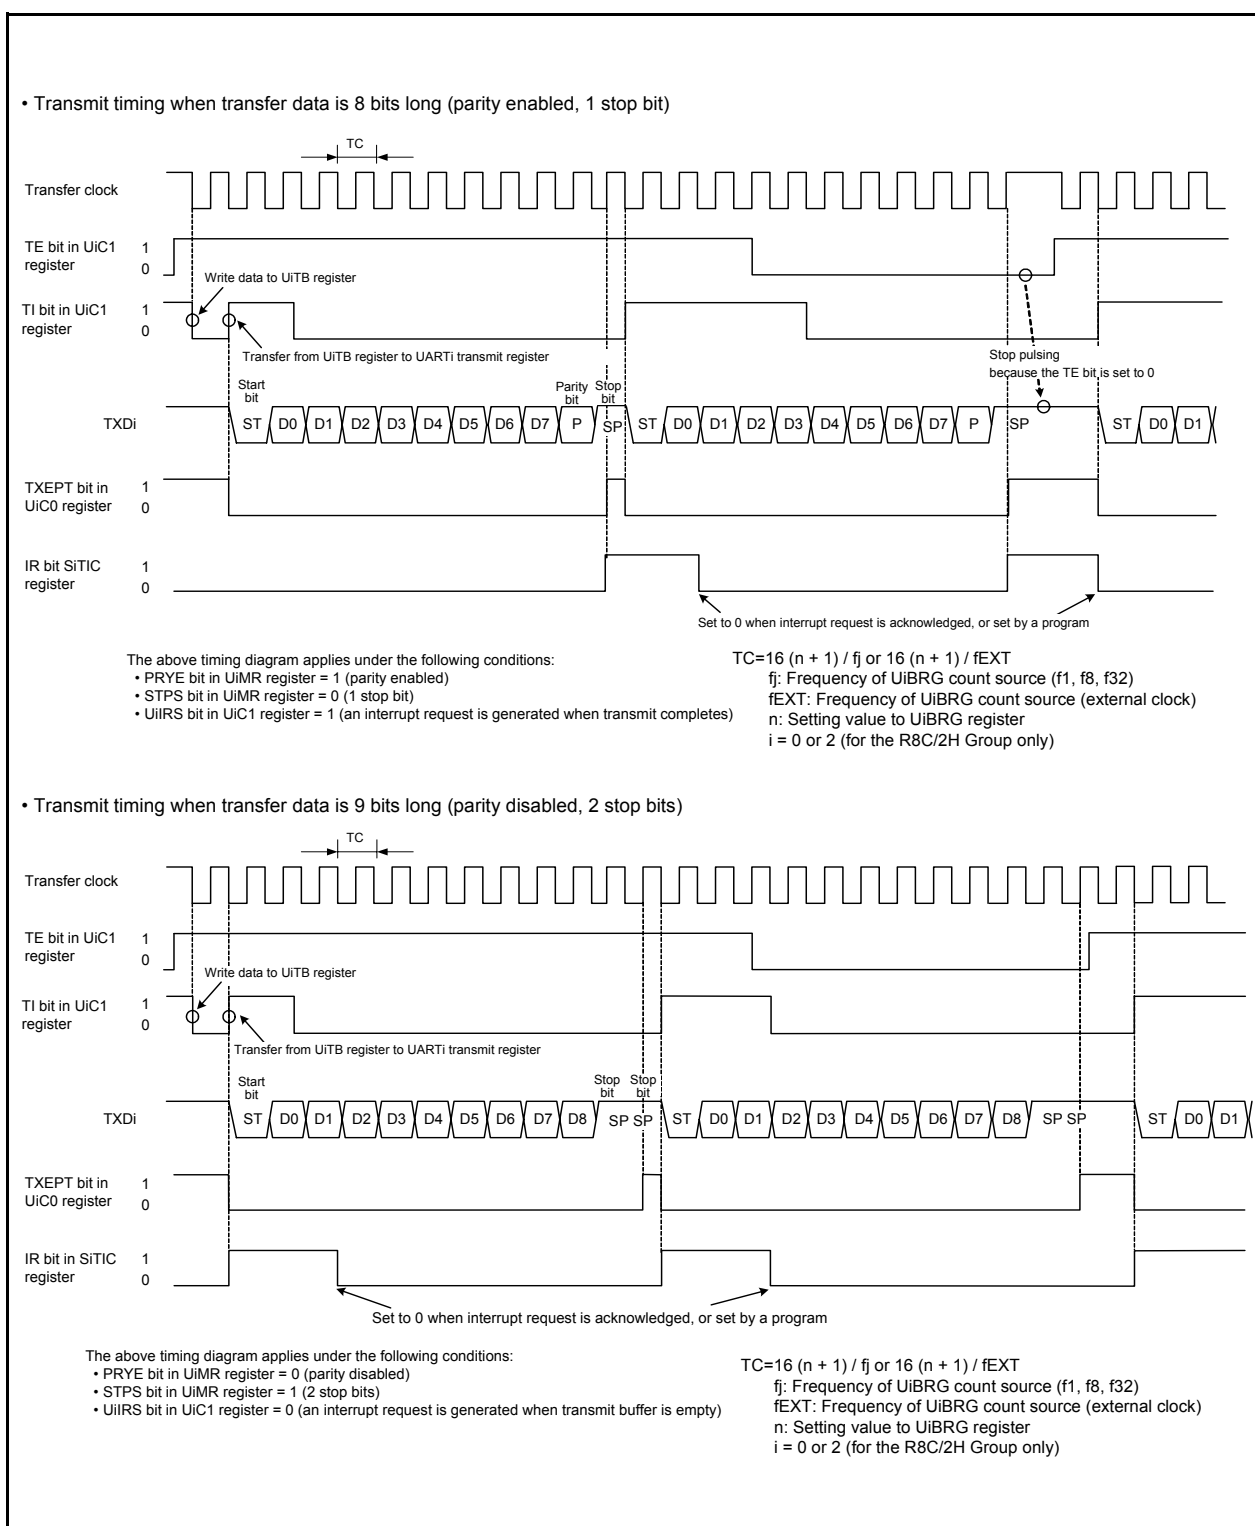 • Transmit timing when transfer data is 8 bits long (parity enabled, 1 stop bit)
TC
Transfer clock
TE bit in UiC1
register
1
0
Write data to UiTB register
TI bit in UiC1
register
1
0
Transfer from UiTB register to UARTi transmit register
Stop pulsing
because the TE bit is set to 0
Start
bit
Parity
bit
Stop
bit
TXDi
ST D0 D1 D2 D3 D4 D5 D6 D7 P SP ST D0 D1 D2 D3 D4 D5 D6 D7 P SP ST D0 D1
TXEPT bit in
UiC0 register
1
0
IR bit SiTIC
register
1
0
Set to 0 when interrupt request is acknowledged, or set by a program
The above timing diagram applies under the following conditions:
• PRYE bit in UiMR register = 1 (parity enabled)
• STPS bit in UiMR register = 0 (1 stop bit)
• UiIRS bit in UiC1 register = 1 (an interrupt request is generated when transmit completes)
TC=16 (n + 1) / fj or 16 (n + 1) / fEXT
fj: Frequency of UiBRG count source (f1, f8, f32)
fEXT: Frequency of UiBRG count source (external clock)
n: Setting value to UiBRG register
i = 0 or 2 (for the R8C/2H Group only)
• Transmit timing when transfer data is 9 bits long (parity disabled, 2 stop bits)
TC
Transfer clock
TE bit in UiC1
register
1
0
Write data to UiTB register
TI bit in UiC1
register
1
0
Transfer from UiTB register to UARTi transmit register
Start
bit
Stop
bit
Stop
bit
TXDi
ST D0 D1 D2 D3 D4 D5 D6 D7 D8 SP SP ST D0 D1 D2 D3 D4 D5 D6 D7 D8 SP SP ST D0 D1
TXEPT bit in
UiC0 register
1
0
IR bit in SiTIC
register
1
0
Set to 0 when interrupt request is acknowledged, or set by a program
The above timing diagram applies under the following conditions:
• PRYE bit in UiMR register = 0 (parity disabled)
• STPS bit in UiMR register = 1 (2 stop bits)
• UiIRS bit in UiC1 register = 0 (an interrupt request is generated when transmit buffer is empty)
TC=16 (n + 1) / fj or 16 (n + 1) / fEXT
fj: Frequency of UiBRG count source (f1, f8, f32)
fEXT: Frequency of UiBRG count source (external clock)
n: Setting value to UiBRG register
i = 0 or 2 (for the R8C/2H Group only)